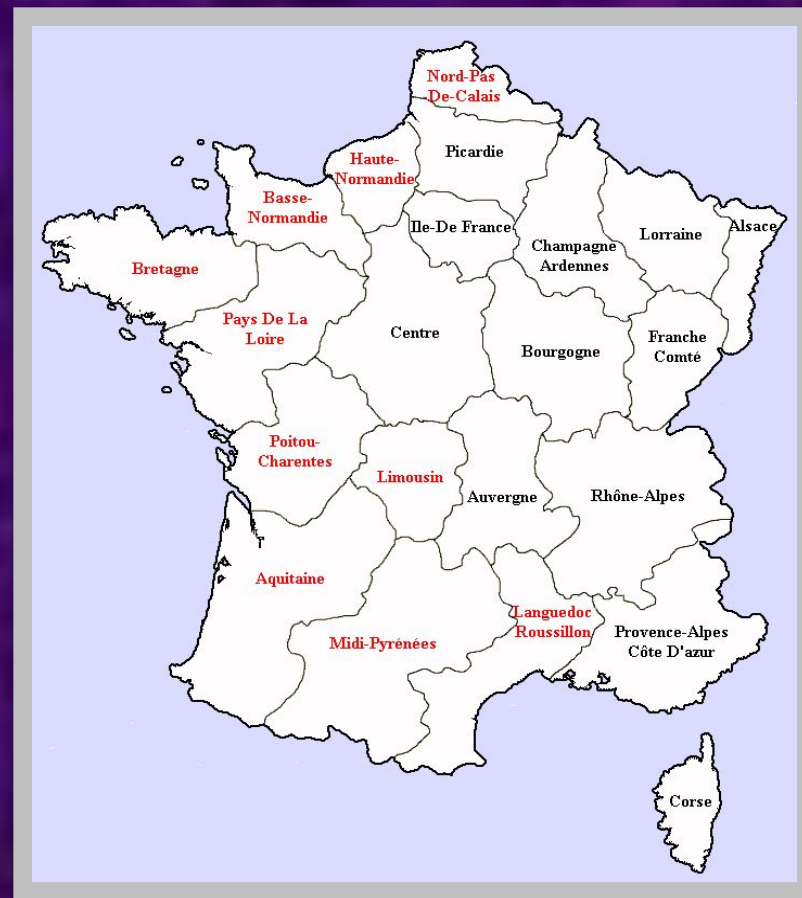 Nord-Pas
-De-Calais
Picardie
Haute-
Normandie
Basse-
Normandie
Ile-De France
Champagne
Ardennes
Lorraine
Alsace
Bretagne
Pays De La
Loire
Centre
Bourgogne
Franche
Comté
Poitou-
Charentes
Limousin
Auvergne
Rhône-Alpes
Aquitaine
Midi-Pyrénées
Languedoc
Roussillon
Provence-Alpes
Côte D'azur
Corse